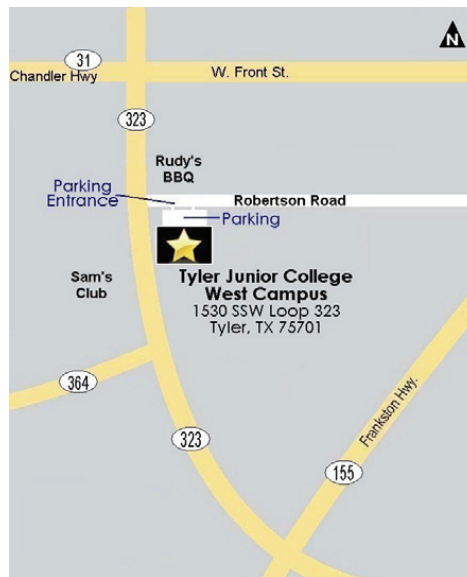 N
31
Chandler Hwy
W. Front St.
323
Rudy's
BBQ
Parking
Entrance
Robertson Road
Parking
Tyler Junior College
West Campus
1530 SSW Loop 323
Tyler, TX 75701
Sam's
Club
364
323
Frankston Hwy.
155